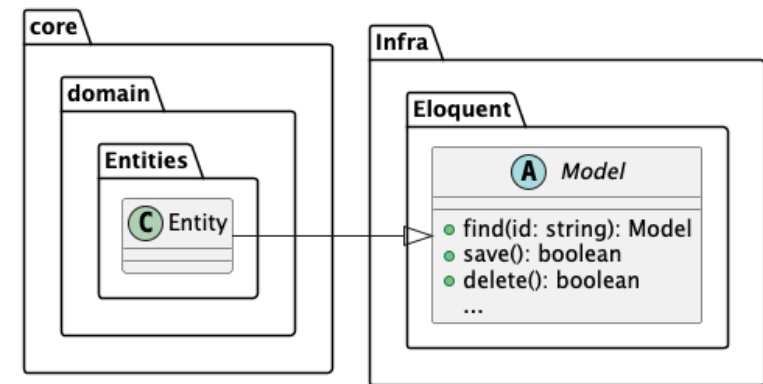 core
domain
Entities
C Entity
Infra
Eloquent
A Model
find(id: string): Model
save(): boolean
delete(): boolean
...